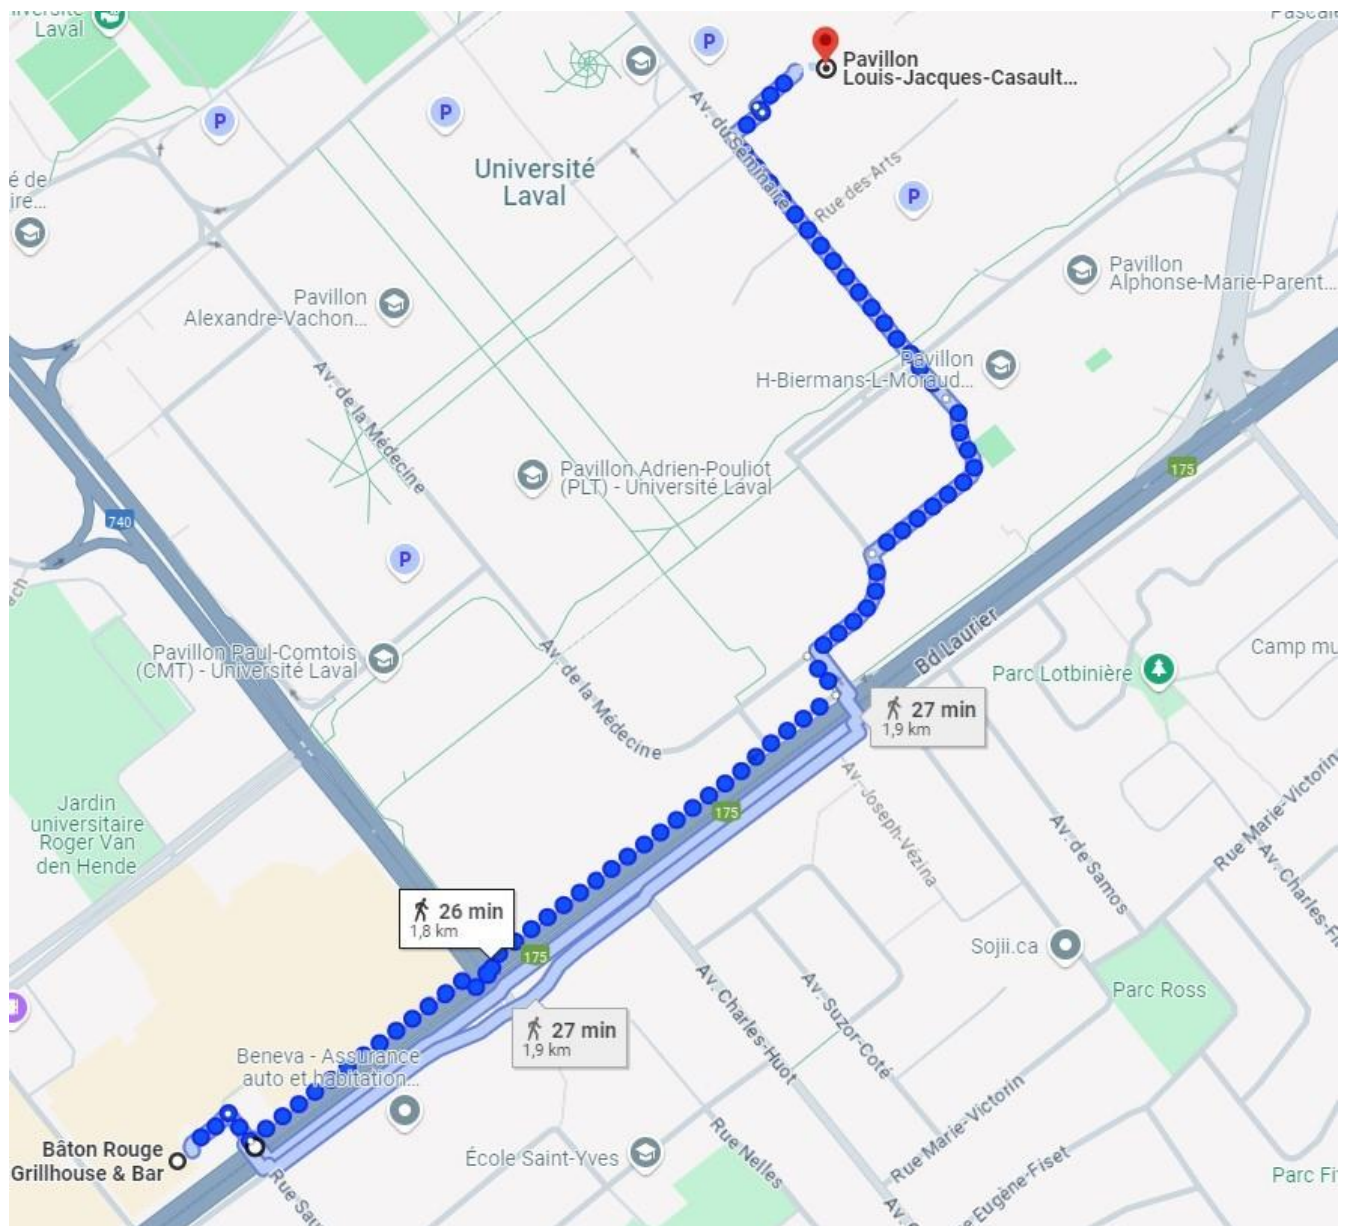 Laval
P
Pavillon
Louis-Jacques-Casault...
P
P
Av. du Séminaire
Université
Laval
Rue des Arts
P
é de
ire...
Pavillon
Alphonse-Marie-Parent...
Pavillon
Alexandre-Vachon...
Pavillon
H-Biermans-L-Moraud...
Av. de la Médecine
Pavillon Adrien-Pouliot
(PLT) - Université Laval
175
740
P
ach
Bd Laurier
Pavillon Paul-Comtois
(CMT) - Université Laval
Av. de la Médecine
Camp mu
Parc Lotbinière
27 min
1,9 km
Av. Joseph-Vézina
Rue Marie-Victorin
Jardin
universitaire
Roger Van
den Hende
175
Av. de Samos
Av. Charles-Fi
26 min
1,8 km
175
Sojii.ca
Av. Charles-Huot
Av. Suzor-Coté
Parc Ross
27 min
1,9 km
Beneva - Assurance
auto et habitation...
Rue Marie-Victorin
Bâton Rouge
Grillhouse & Bar
École Saint-Yves
Rue Nelles
Rue Sau
Eugène-Fiset
Parc Fi
Av.